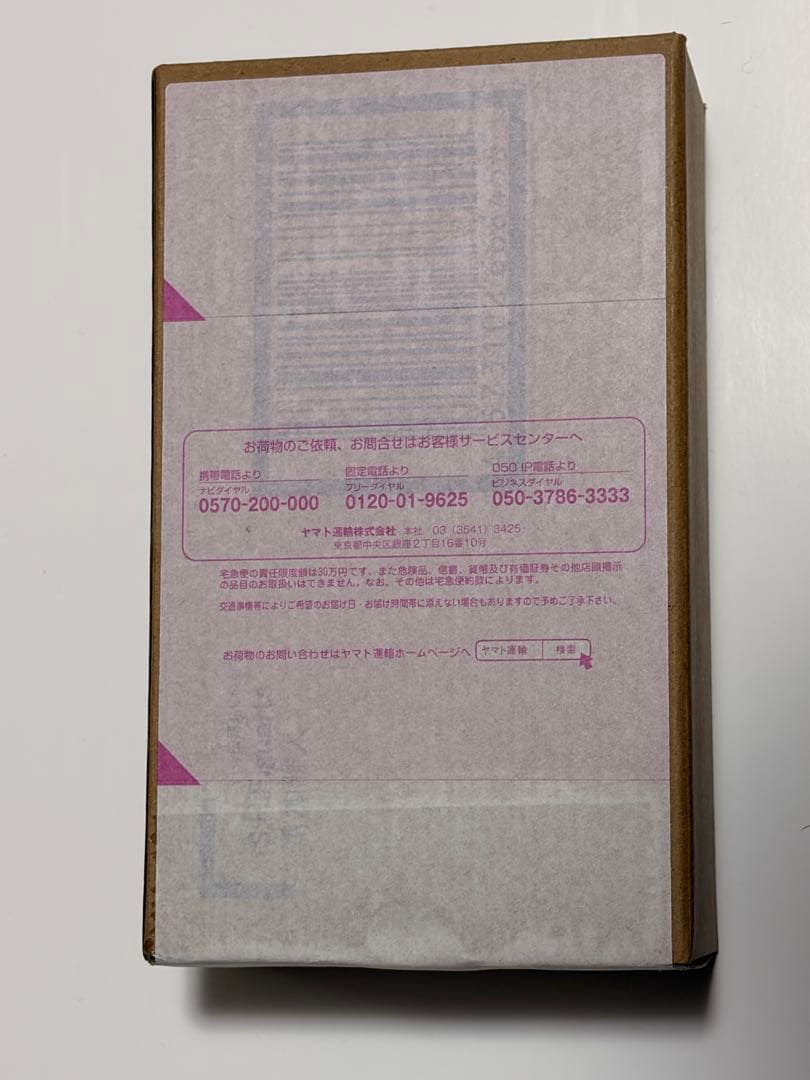 お荷物のご依頼、お問合せはお客様サービスセンターへ
携帯電話より 固定電話より 050 IP電話より
ナビダイヤル フリーダイヤル ビジネスダイヤル
0570-200-000 0120-01-9625 050-3786-3333
ヤマト運輸株式会社 本社 03（3541）3425
東京都中央区銀座2丁目16番10号
宅急便の責任限度額は30万円です。また危険品、信書、貨幣及び有価証券その他店頭掲示
の品目のお取扱いはできません。なお、その他は宅急便約款によります。
交通事情等によりご希望のお届け日・お届け時間帯に添えない場合もありますので予めご了承下さい。
お荷物のお問い合わせはヤマト運輸ホームページへ ヤマト運輸 検索